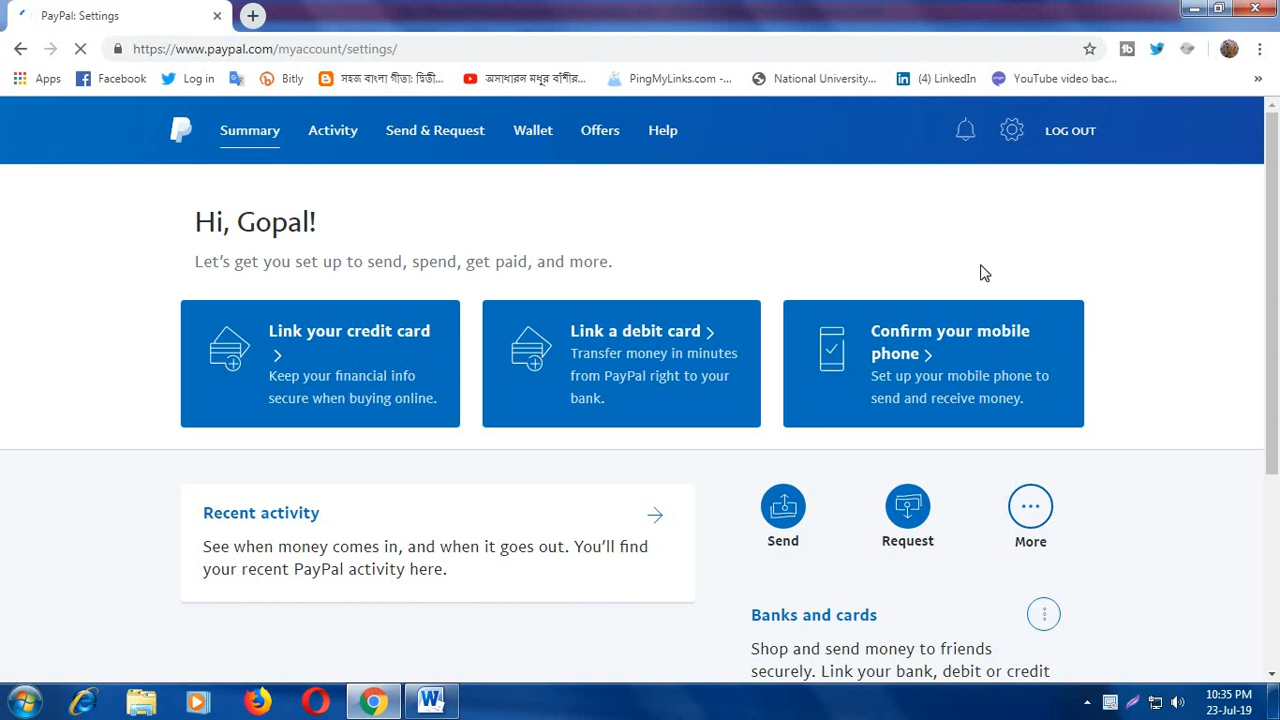 PayPal: Settings
https://www.paypal.com/myaccount/settings/
Apps Facebook Log in Bitly সহজ বাংলা গীতা: দ্বিতী... অসাধারল মধুর বাঁশীর... PingMyLinks.com -... National University... (4) LinkedIn YouTube video bac... »
Summary Activity Send & Request Wallet Offers Help LOG OUT
Hi, Gopal!
Let's get you set up to send, spend, get paid, and more.
Link your credit card
Keep your financial info
secure when buying online.
Link a debit card
Transfer money in minutes
from PayPal right to your
bank.
Confirm your mobile
phone
Set up your mobile phone to
send and receive money.
Recent activity
See when money comes in, and when it goes out. You'll find
your recent PayPal activity here.
Send Request More
Banks and cards
Shop and send money to friends
securely. Link your bank, debit or credit
10:35 PM
23-Jul-19